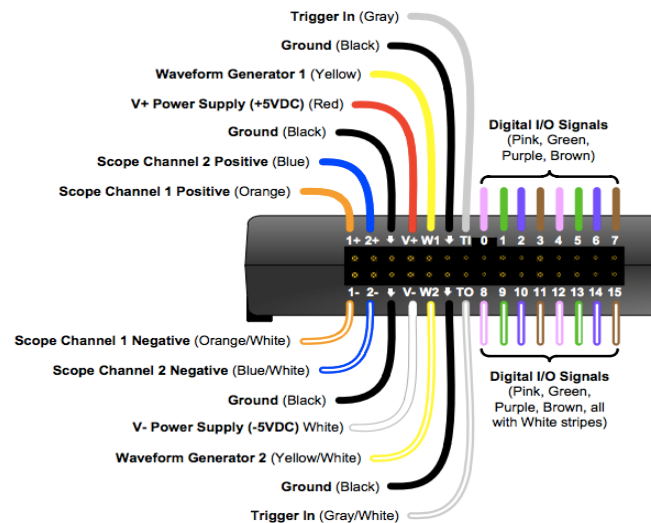 Trigger In (Gray)
Ground (Black)
Waveform Generator 1 (Yellow)
V+ Power Supply (+5VDC) (Red)
Ground (Black)
Scope Channel 2 Positive (Blue)
Scope Channel 1 Positive (Orange)
Digital I/O Signals
(Pink, Green,
Purple, Brown)
1+ 2+ V+ W1 TI 0 1 2 3 4 5 6 7
1- 2- V- W2 TO 8 9 10 11 12 13 14 15
Scope Channel 1 Negative (Orange/White)
Scope Channel 2 Negative (Blue/White)
Ground (Black)
V- Power Supply (-5VDC) White)
Waveform Generator 2 (Yellow/White)
Ground (Black)
Trigger In (Gray/White)
Digital I/O Signals
(Pink, Green,
Purple, Brown, all
with White stripes)